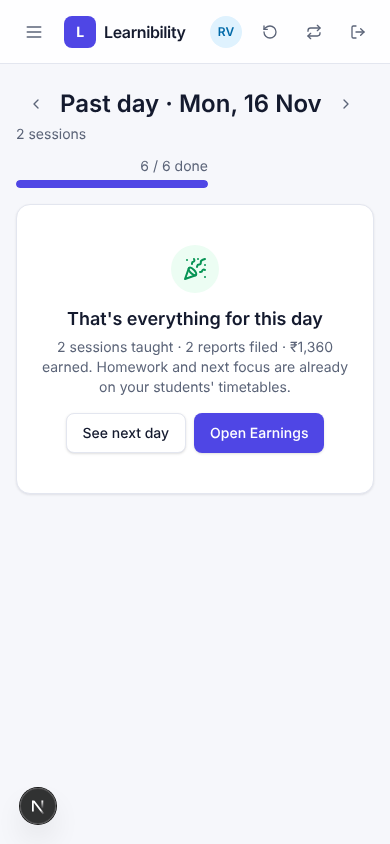 L Learnibility RV
Past day · Mon, 16 Nov
2 sessions
6 / 6 done
That's everything for this day
2 sessions taught · 2 reports filed · ₹1,360
earned. Homework and next focus are already
on your students' timetables.
See next day Open Earnings
N